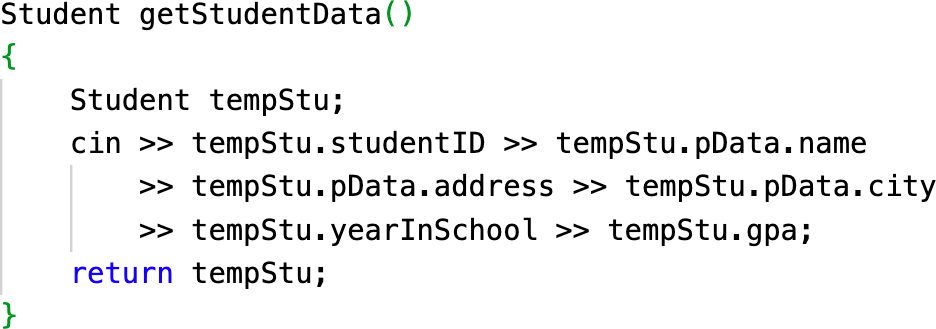 Student getStudentData()
{
    Student tempStu;
    cin >> tempStu.studentID >> tempStu.pData.name
        >> tempStu.pData.address >> tempStu.pData.city
        >> tempStu.yearInSchool >> tempStu.gpa;
    return tempStu;
}